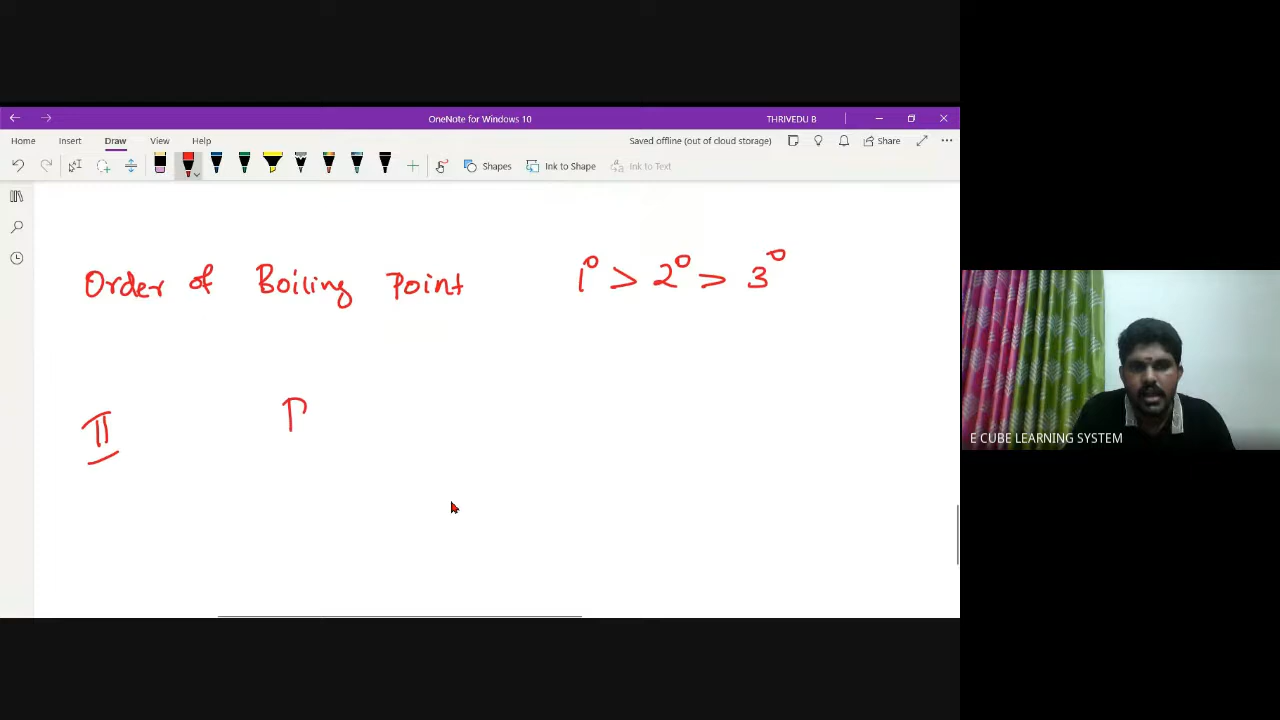 OneNote for Windows 10
THRIVEDU B
Home Insert Draw View Help
Saved offline (out of cloud storage)
Share
Shapes
Ink to Shape
Ink to Text
Order of Boiling Point 1° > 2° > 3°
II
E CUBE LEARNING SYSTEM